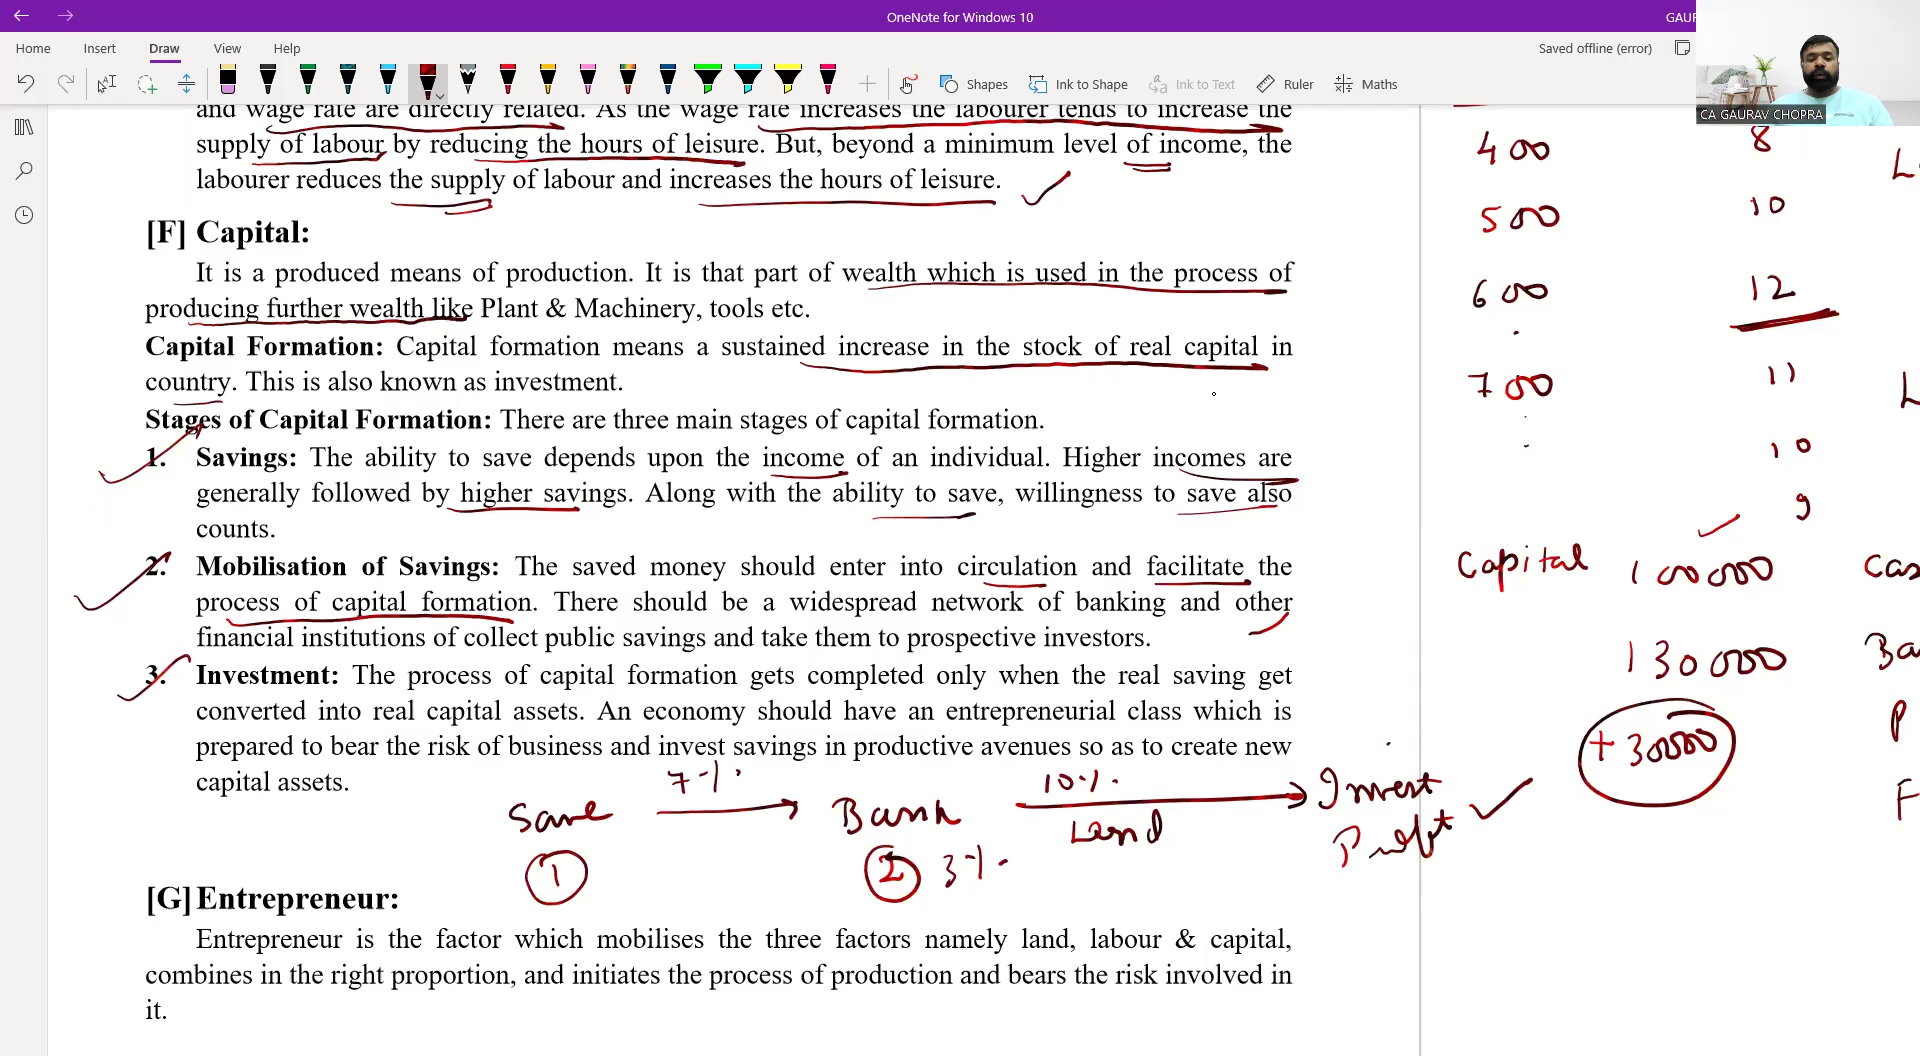 OneNote for Windows 10
GAUR
Home Insert Draw View Help
Saved offline (error)
Shapes Ink to Shape Ink to Text Ruler Maths
CA GAURAV CHOPRA
and wage rate are directly related. As the wage rate increases the labourer tends to increase the
supply of labour by reducing the hours of leisure. But, beyond a minimum level of income, the
labourer reduces the supply of labour and increases the hours of leisure.
[F] Capital:
It is a produced means of production. It is that part of wealth which is used in the process of
producing further wealth like Plant & Machinery, tools etc.
Capital Formation: Capital formation means a sustained increase in the stock of real capital in
country. This is also known as investment.
Stages of Capital Formation: There are three main stages of capital formation.
1. Savings: The ability to save depends upon the income of an individual. Higher incomes are
generally followed by higher savings. Along with the ability to save, willingness to save also
counts.
2. Mobilisation of Savings: The saved money should enter into circulation and facilitate the
process of capital formation. There should be a widespread network of banking and other
financial institutions of collect public savings and take them to prospective investors.
3. Investment: The process of capital formation gets completed only when the real saving get
converted into real capital assets. An economy should have an entrepreneurial class which is
prepared to bear the risk of business and invest savings in productive avenues so as to create new
capital assets.
7% 10%
Save Bank Land Invest
Profit
1 2 3%
[G] Entrepreneur:
Entrepreneur is the factor which mobilises the three factors namely land, labour & capital,
combines in the right proportion, and initiates the process of production and bears the risk involved in
it.
400 8
L
500 10
600 12
700 11
L
10
9
Capital 100000 Cas
130000 Ba
+ 30000 P
F